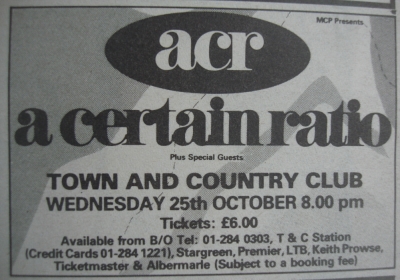 MCP Presents
acr
a certain ratio
Plus Special Guests
TOWN AND COUNTRY CLUB
WEDNESDAY 25th OCTOBER 8.00 pm
Tickets: £6.00
Available from B/O Tel: 01-284 0303, T & C Station
(Credit Cards 01-284 1221), Stargreen, Premier, LTB, Keith Prowse,
Ticketmaster & Albermarle (Subject to a booking fee)